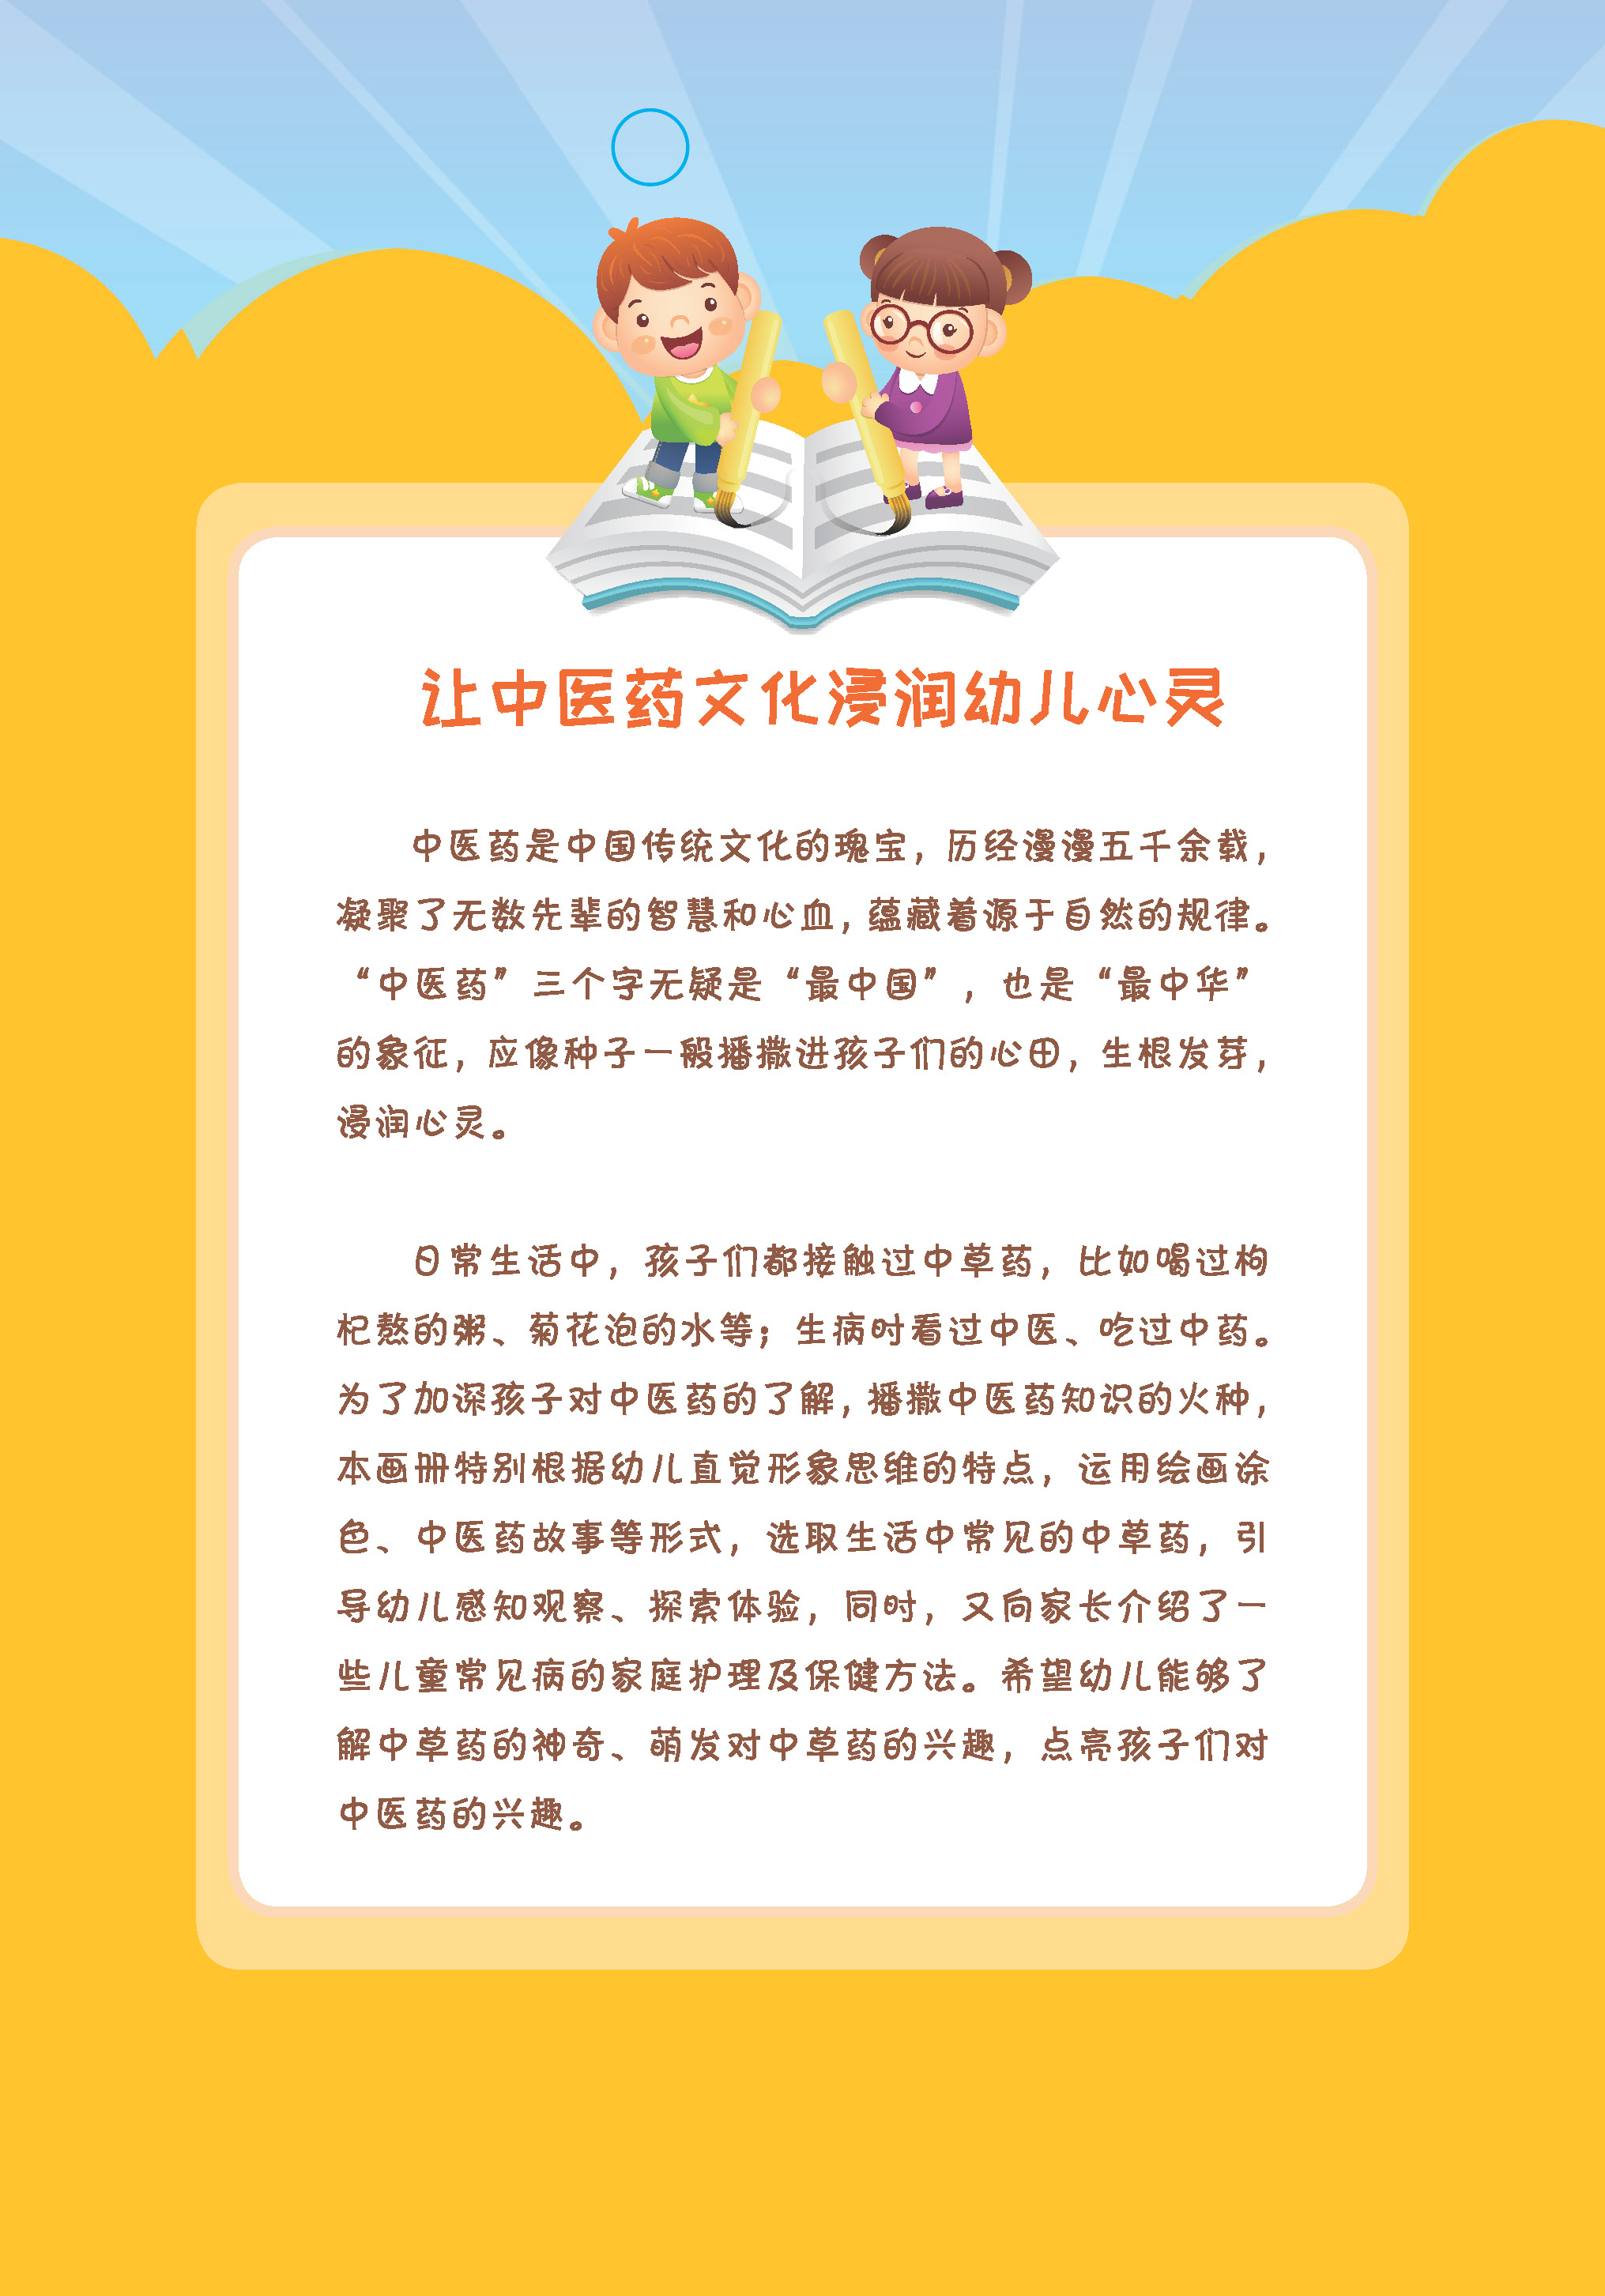 让中医药文化浸润幼儿心灵
中医药是中国传统文化的瑰宝，历经漫漫五千余载，
凝聚了无数先辈的智慧和心血，蕴藏着源于自然的规律。
“中医药”三个字无疑是“最中国”，也是“最中华”
的象征，应像种子一般播撒进孩子们的心田，生根发芽，
浸润心灵。
日常生活中，孩子们都接触过中草药，比如喝过枸
杞熬的粥、菊花泡的水等；生病时看过中医、吃过中药。
为了加深孩子对中医药的了解，播撒中医药知识的火种，
本画册特别根据幼儿直觉形象思维的特点，运用绘画涂
色、中医药故事等形式，选取生活中常见的中草药，引
导幼儿感知观察、探索体验，同时，又向家长介绍了一
些儿童常见病的家庭护理及保健方法。希望幼儿能够了
解中草药的神奇、萌发对中草药的兴趣，点亮孩子们对
中医药的兴趣。